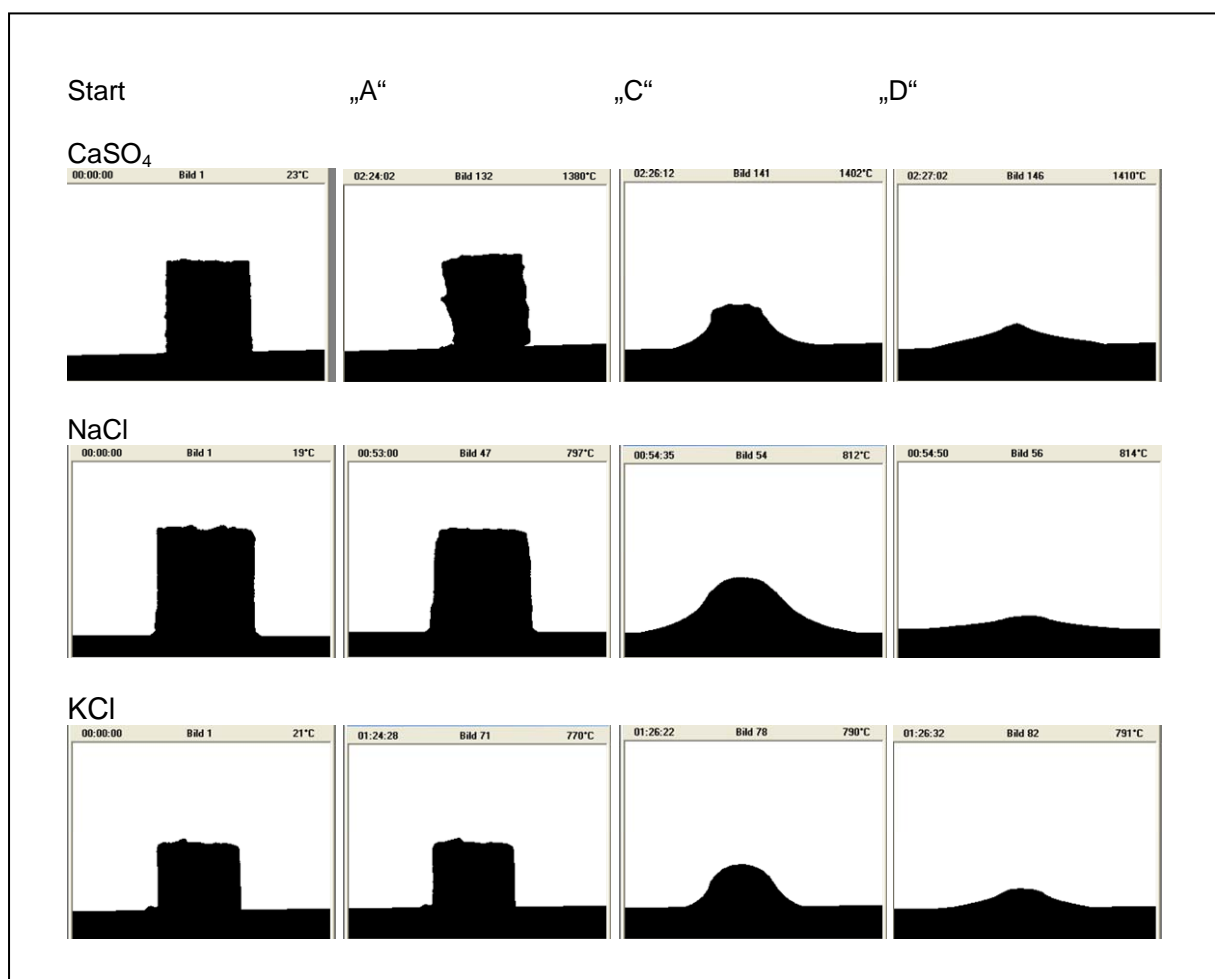 Start „A“ „C“ „D“
CaSO₄
00:00:00 Bild 1 23°C 02:24:02 Bild 132 1380°C 02:26:12 Bild 141 1402°C 02:27:02 Bild 146 1410°C
NaCl
00:00:00 Bild 1 19°C 00:53:00 Bild 47 797°C 00:54:35 Bild 54 812°C 00:54:50 Bild 56 814°C
KCl
00:00:00 Bild 1 21°C 01:24:28 Bild 71 770°C 01:26:22 Bild 78 790°C 01:26:32 Bild 82 791°C